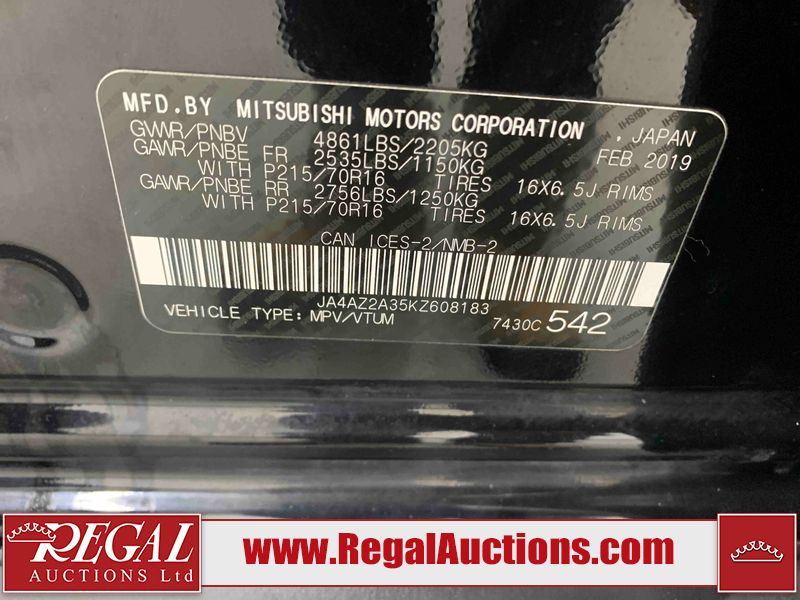 MFD.BY MITSUBISHI MOTORS CORPORATION , JAPAN
GVWR/PNBV 4861LBS/2205KG FEB 2019
GAWR/PNBE FR 2535LBS/1150KG
WITH P215/70R16 TIRES 16X6.5J RIMS
GAWR/PNBE RR 2756LBS/1250KG
WITH P215/70R16 TIRES 16X6.5J RIMS
CAN ICES-2/NMB-2
JA4AZ2A35KZ608183
VEHICLE TYPE: MPV/VTUM 7430C 542
REGAL
AUCTIONS Ltd
www.RegalAuctions.com